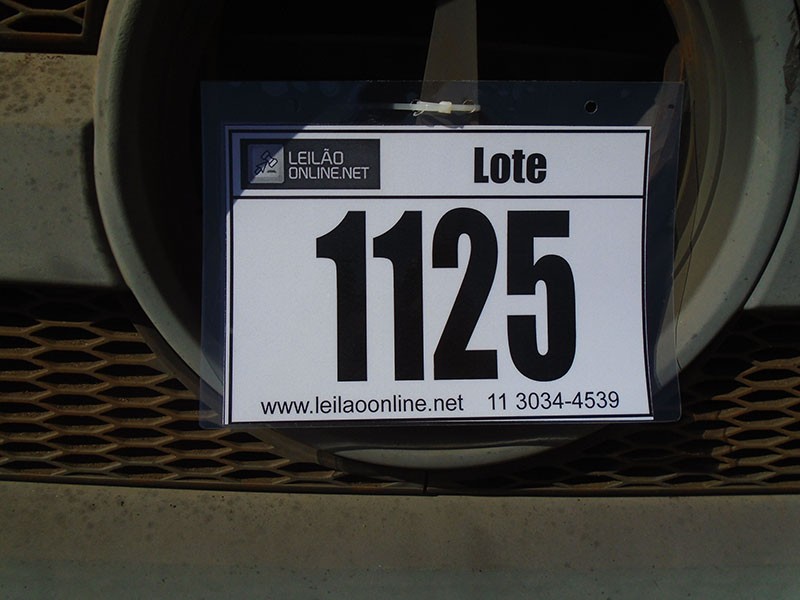 LEILÃO
ONLINE.NET
Lote
1125
www.leilaoonline.net 11 3034-4539